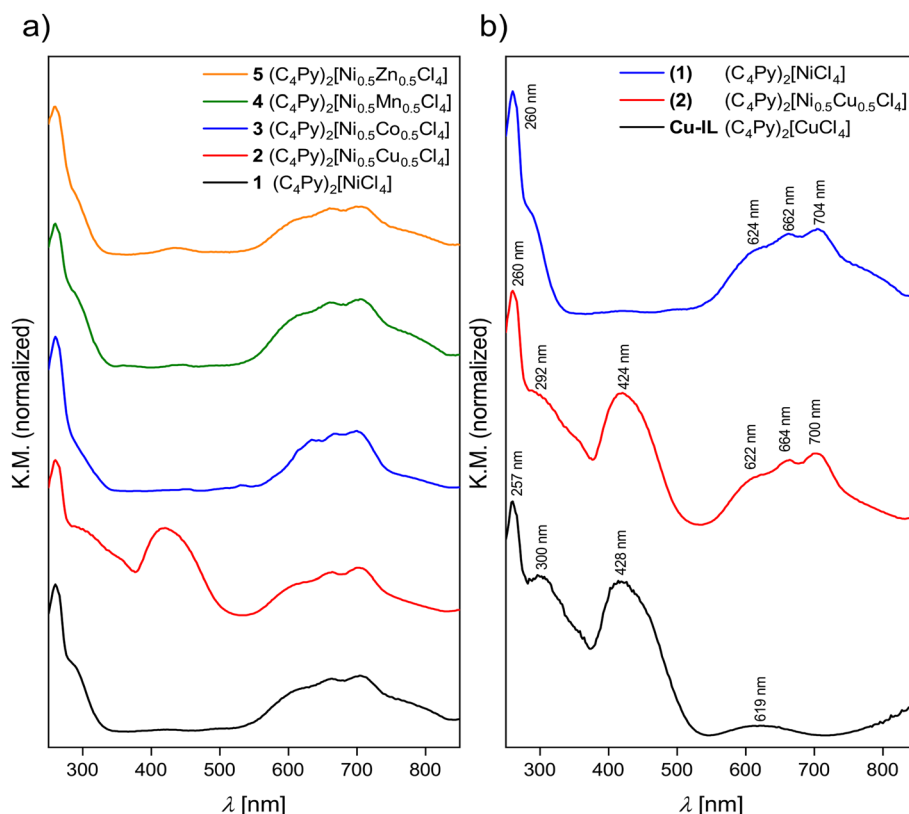 a)
5 (C₄Py)₂[Ni₀.₅Zn₀.₅Cl₄]
4 (C₄Py)₂[Ni₀.₅Mn₀.₅Cl₄]
3 (C₄Py)₂[Ni₀.₅Co₀.₅Cl₄]
2 (C₄Py)₂[Ni₀.₅Cu₀.₅Cl₄]
1 (C₄Py)₂[NiCl₄]
K.M. (normalized)
300 400 500 600 700 800
λ [nm]
b)
(1) (C₄Py)₂[NiCl₄]
(2) (C₄Py)₂[Ni₀.₅Cu₀.₅Cl₄]
Cu-IL (C₄Py)₂[CuCl₄]
260 nm
624 nm
662 nm
704 nm
260 nm
292 nm
424 nm
622 nm
664 nm
700 nm
257 nm
300 nm
428 nm
619 nm
K.M. (normalized)
300 400 500 600 700 800
λ [nm]